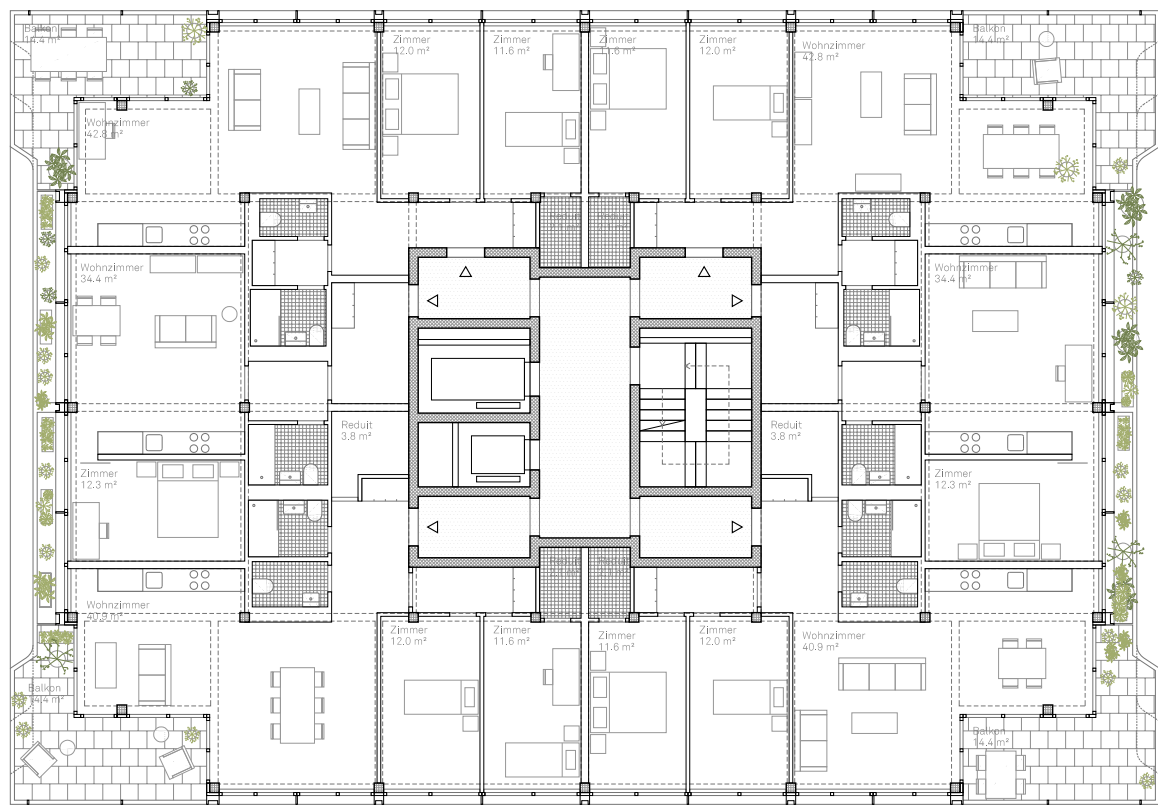 Balkon
14.4 m²
Zimmer
12.0 m²
Zimmer
11.6 m²
Zimmer
11.6 m²
Zimmer
12.0 m²
Wohnzimmer
42.8 m²
Balkon
14.4 m²
Wohnzimmer
42.8 m²
Reduit
Reduit
Wohnzimmer
34.4 m²
Wohnzimmer
34.4 m²
Reduit
3.8 m²
Reduit
3.8 m²
Zimmer
12.3 m²
Zimmer
12.3 m²
Wohnzimmer
40.9 m²
Zimmer
12.0 m²
Zimmer
11.6 m²
Zimmer
11.6 m²
Zimmer
12.0 m²
Wohnzimmer
40.9 m²
Balkon
14.4 m²
Balkon
14.4 m²